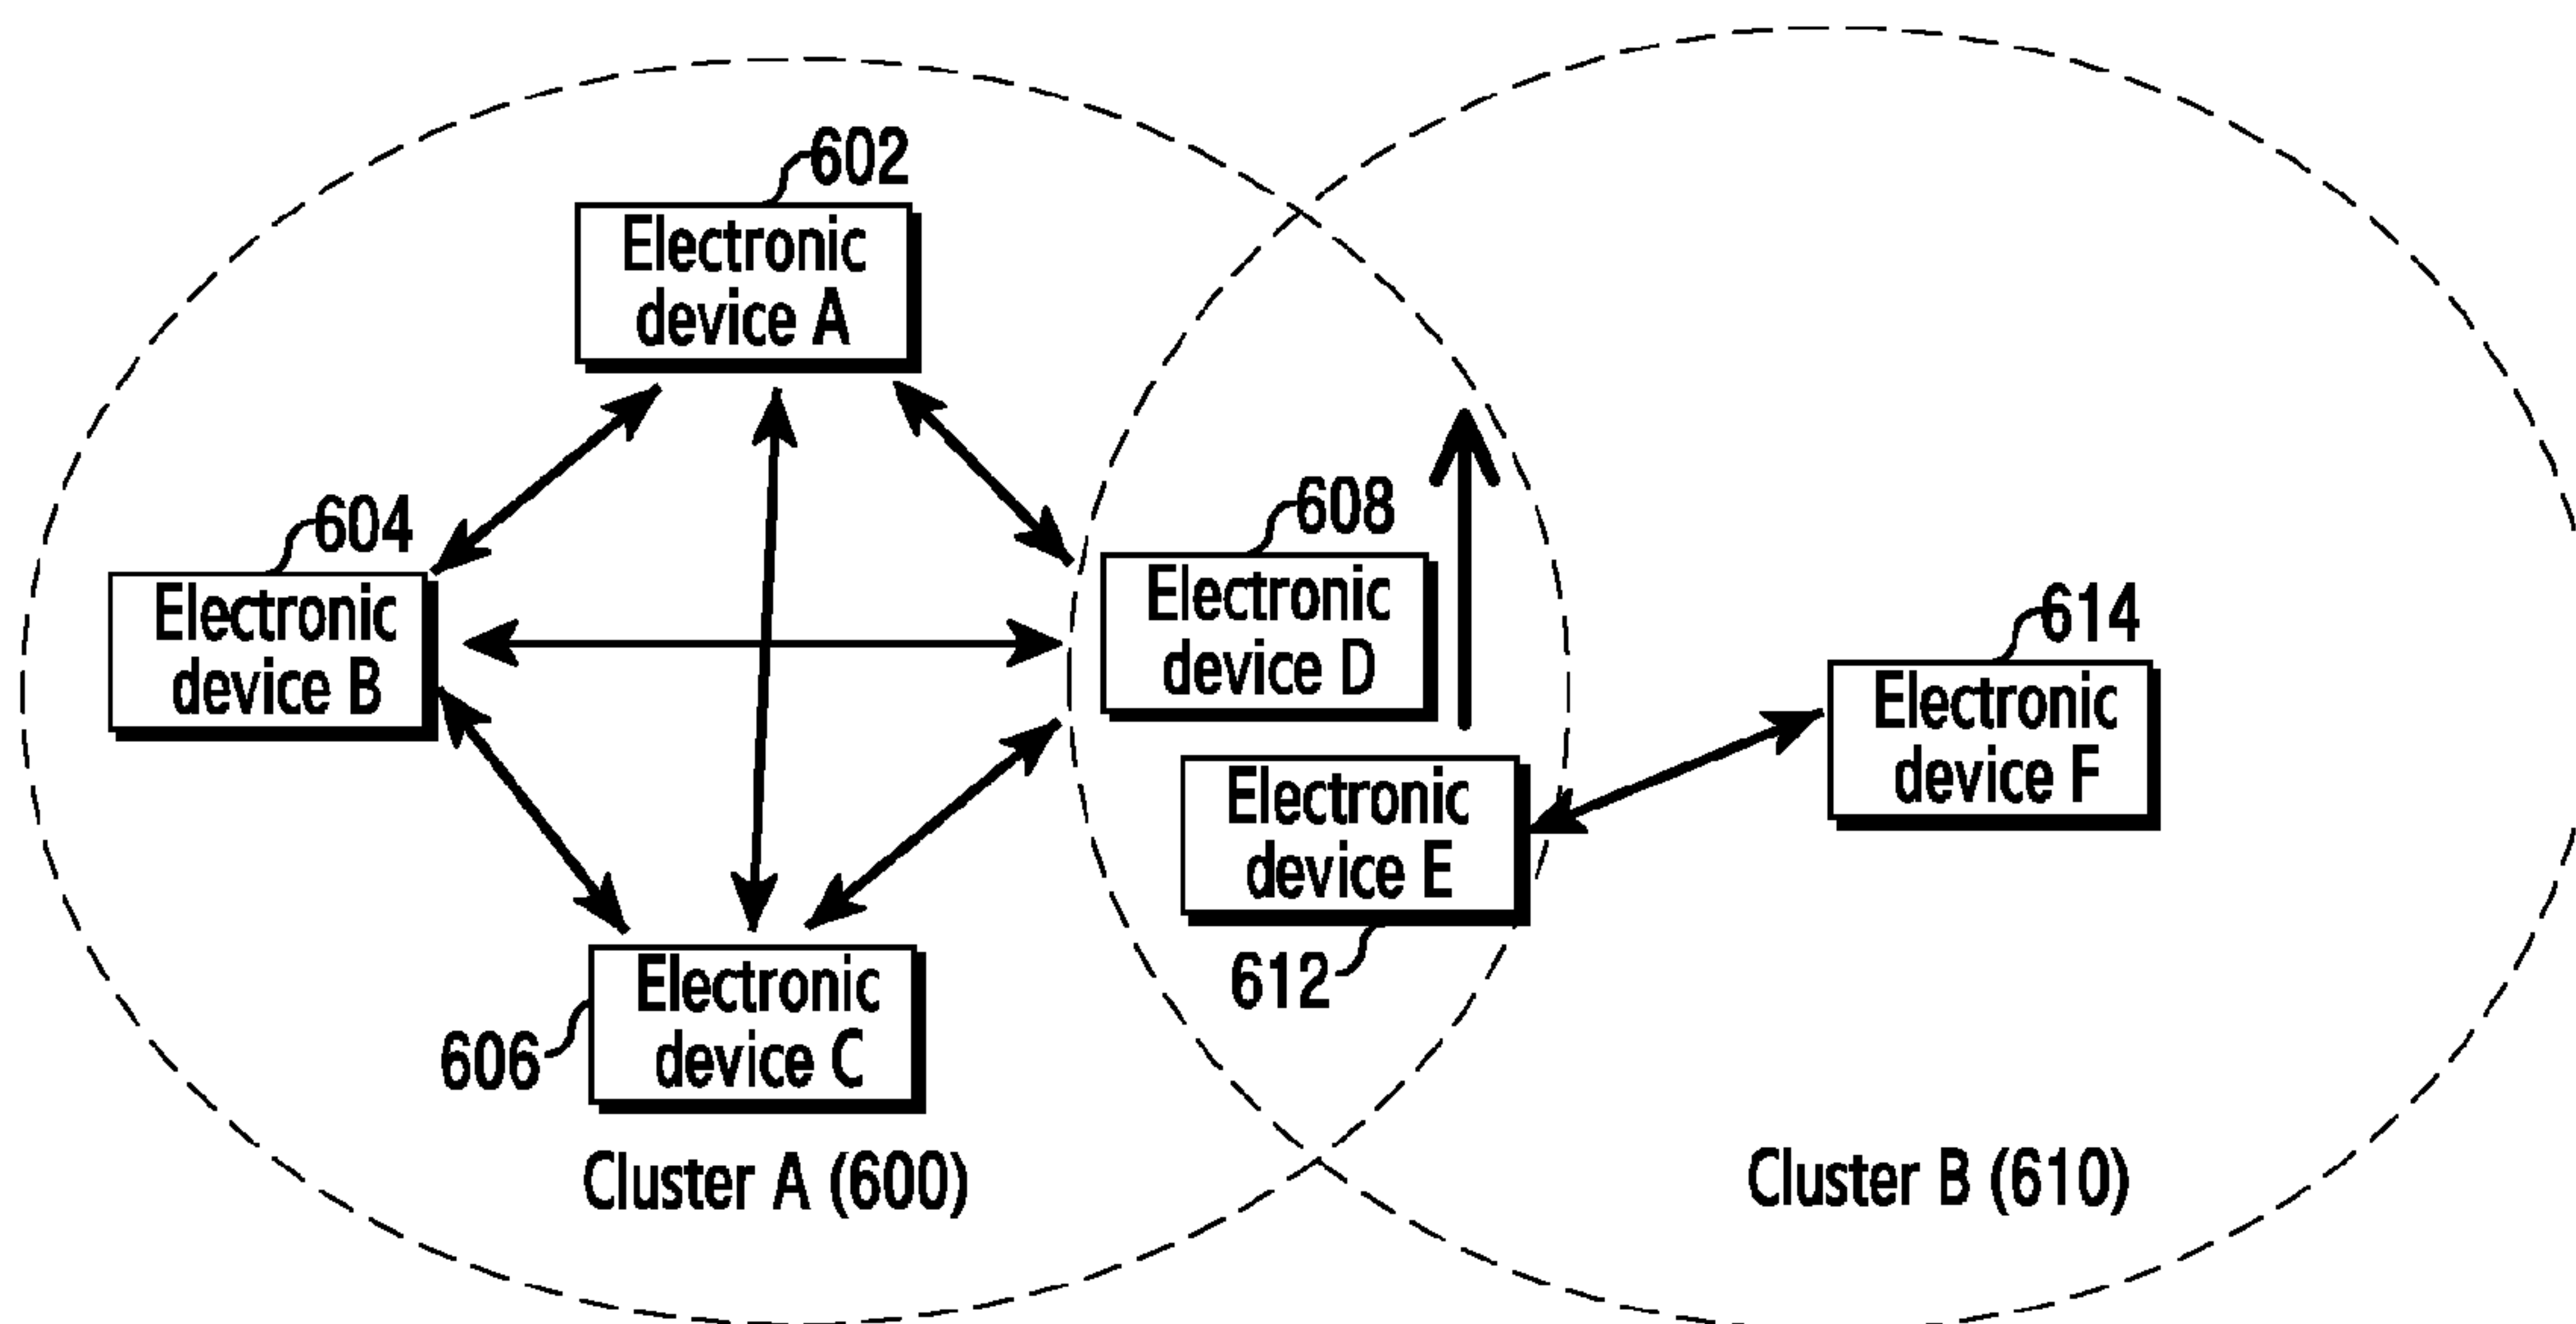 602
Electronic
device A
604
Electronic
device B
608
Electronic
device D
614
Electronic
device F
Electronic
device E
612
Electronic
device C
606
Cluster A (600)
Cluster B (610)